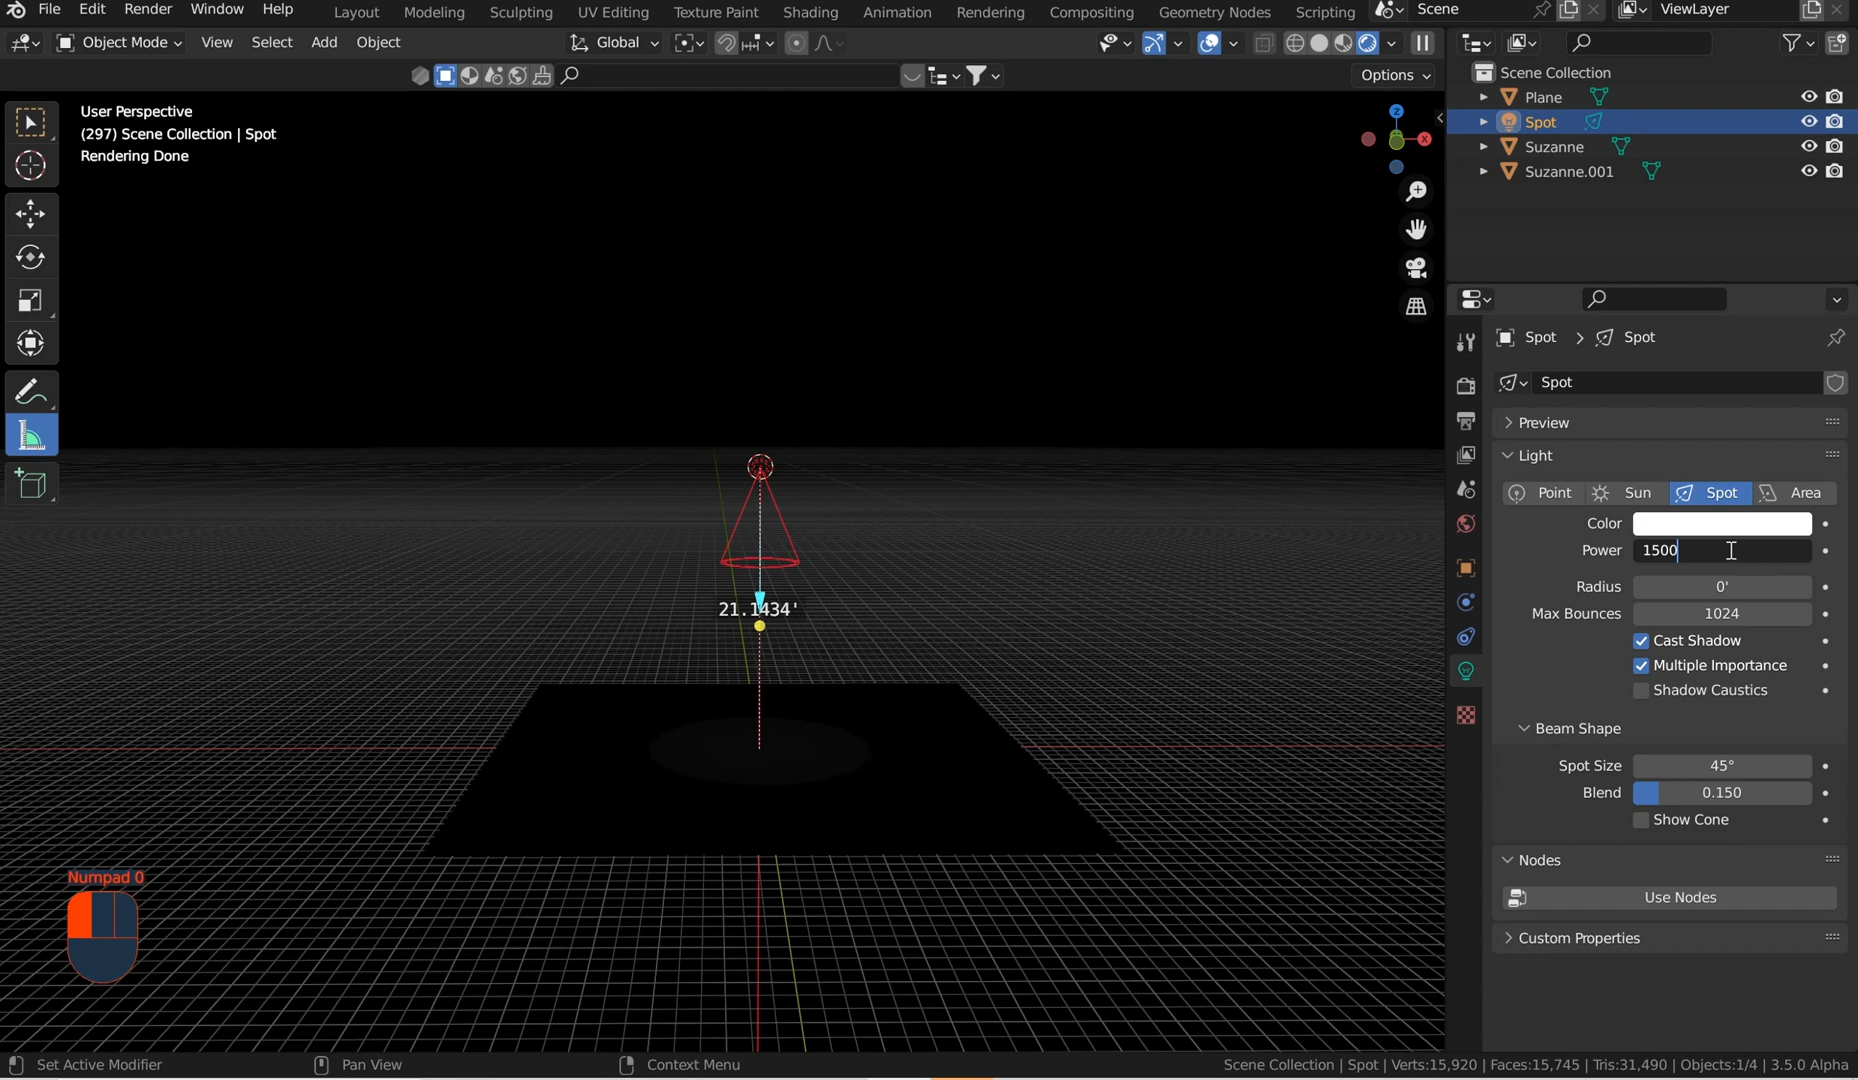 File Edit Render Window Help Layout Modeling Sculpting UV Editing Texture Paint Shading Animation Rendering Compositing Geometry Nodes Scripting Scene ViewLayer
Object Mode View Select Add Object Global
Options
User Perspective
(297) Scene Collection | Spot
Rendering Done
Z
X
21.1434'
Numpad 0
Scene Collection
Plane
Spot
Suzanne
Suzanne.001
Spot Spot
Spot
Preview
Light
Point Sun Spot Area
Color
Power 1500
Radius 0'
Max Bounces 1024
Cast Shadow
Multiple Importance
Shadow Caustics
Beam Shape
Spot Size 45°
Blend 0.150
Show Cone
Nodes
Use Nodes
Custom Properties
Set Active Modifier Pan View Context Menu Scene Collection | Spot | Verts:15,920 | Faces:15,745 | Tris:31,490 | Objects:1/4 | 3.5.0 Alpha